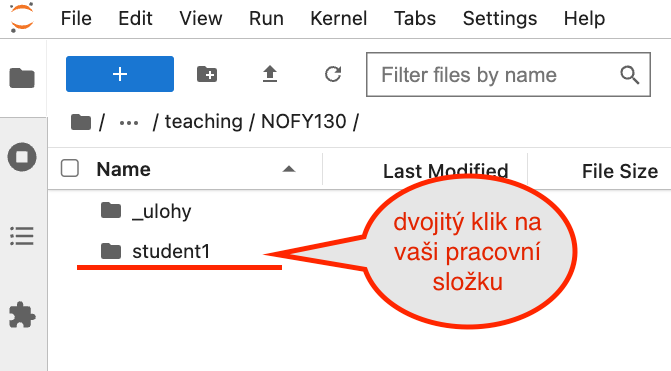 File Edit View Run Kernel Tabs Settings Help
+ Filter files by name
/ ··· / teaching / NOFY130 /
Name Last Modified File Size
_ulohy
student1
dvojitý klik na
vaši pracovní
složku